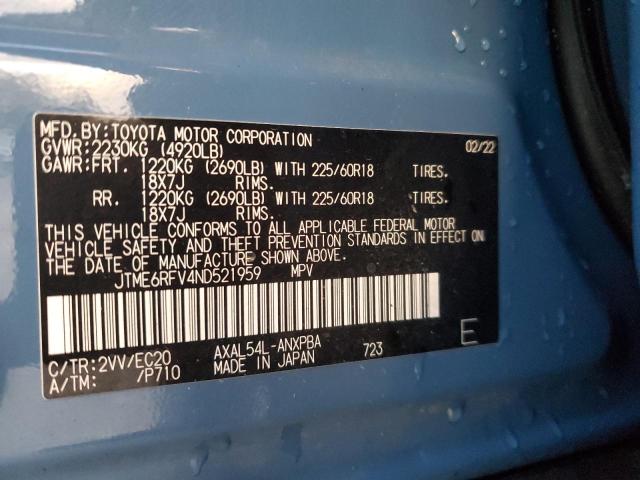 MFD. BY:TOYOTA MOTOR CORPORATION 02/22
GVWR:2230KG (4920LB)
GAWR:FRT. 1220KG (2690LB) WITH 225/60R18 TIRES.
18X7J RIMS.
RR. 1220KG (2690LB) WITH 225/60R18 TIRES.
18X7J RIMS.
THIS VEHICLE CONFORMS TO ALL APPLICABLE FEDERAL MOTOR
VEHICLE SAFETY AND THEFT PREVENTION STANDARDS IN EFFECT ON
THE DATE OF MANUFACTURE SHOWN ABOVE.
JTME6RFV4ND521959 MPV
C/TR:2VV/EC20 AXAL54L-ANXPBA 723 E
A/TM: /P710 MADE IN JAPAN